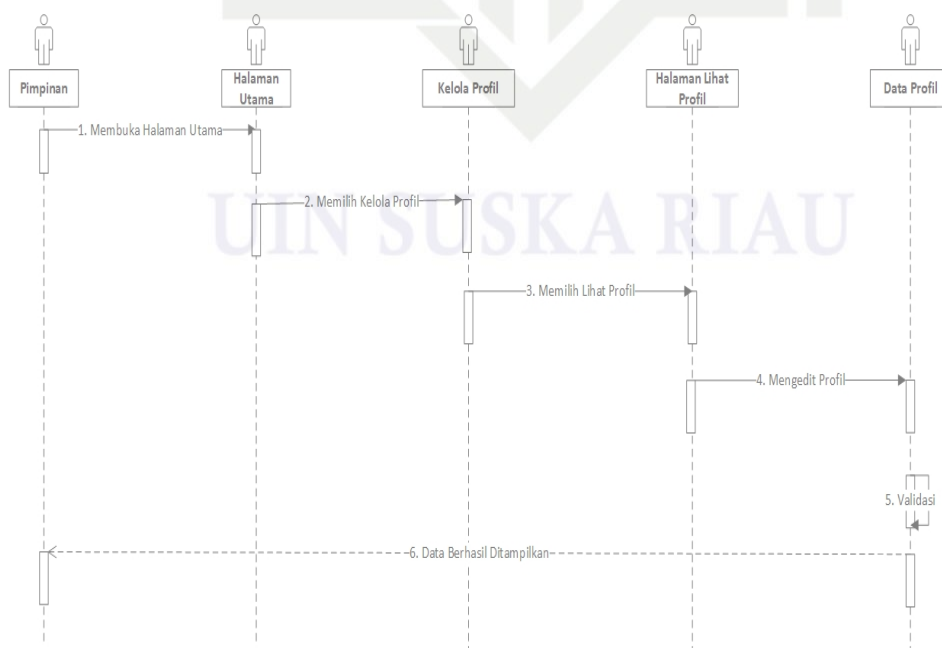 Pimpinan
Halaman
Utama
Kelola Profil
Halaman Lihat
Profil
Data Profil
1. Membuka Halaman Utama
UIN SUSKA RIAU
2. Memilih Kelola Profil
3. Memilih Lihat Profil
4. Mengedit Profil
5. Validasi
6. Data Berhasil Ditampilkan